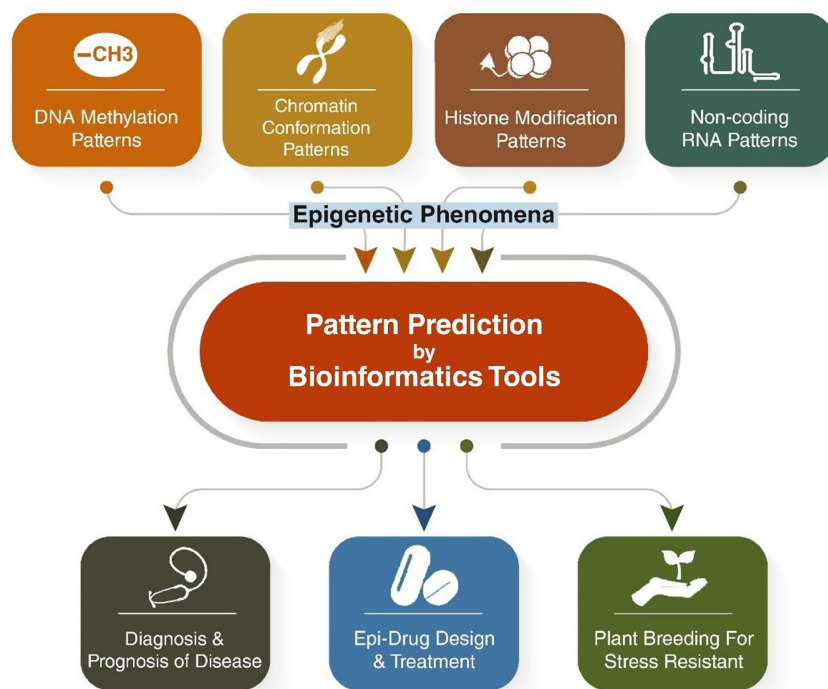 –CH3
DNA Methylation
Patterns
Chromatin
Conformation
Patterns
Histone Modification
Patterns
Non-coding
RNA Patterns
Epigenetic Phenomena
Pattern Prediction
by
Bioinformatics Tools
Diagnosis &
Prognosis of Disease
Epi-Drug Design
& Treatment
Plant Breeding For
Stress Resistant